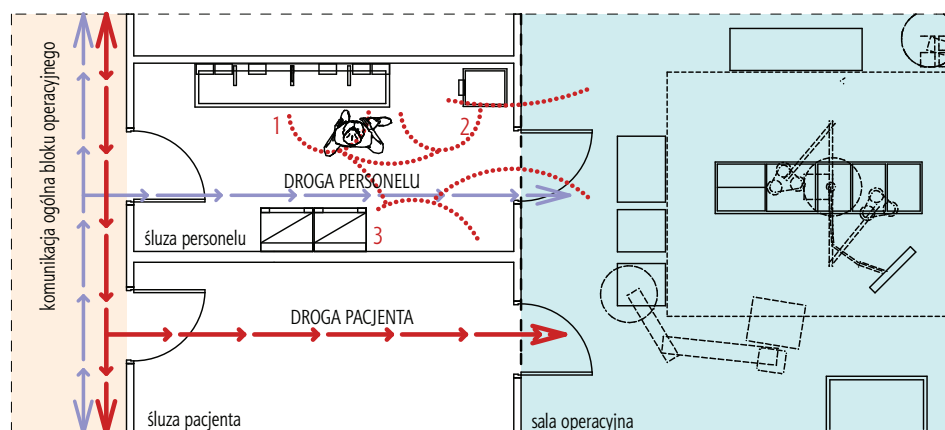 komunikacja ogólna bloku operacyjnego
1
2
DROGA PERSONELU
3
śluza personelu
DROGA PACJENTA
śluza pacjenta
sala operacyjna